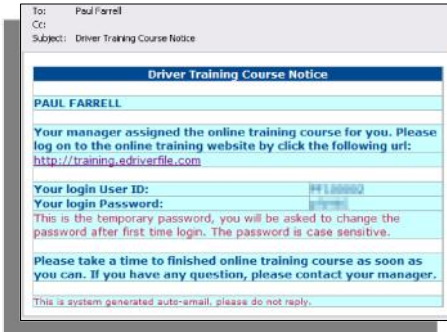 To: Paul Farrell
Cc:
Subject: Driver Training Course Notice
Driver Training Course Notice
PAUL FARRELL
Your manager assigned the online training course for you. Please
log on to the online training website by click the following url:
http://training.edriverfile.com
Your login User ID:
Your login Password:
This is the temporary password, you will be asked to change the
password after first time login. The password is case sensitive.
Please take a time to finished online training course as soon as
you can. If you have any question, please contact your manager.
This is system generated auto-email, please do not reply.